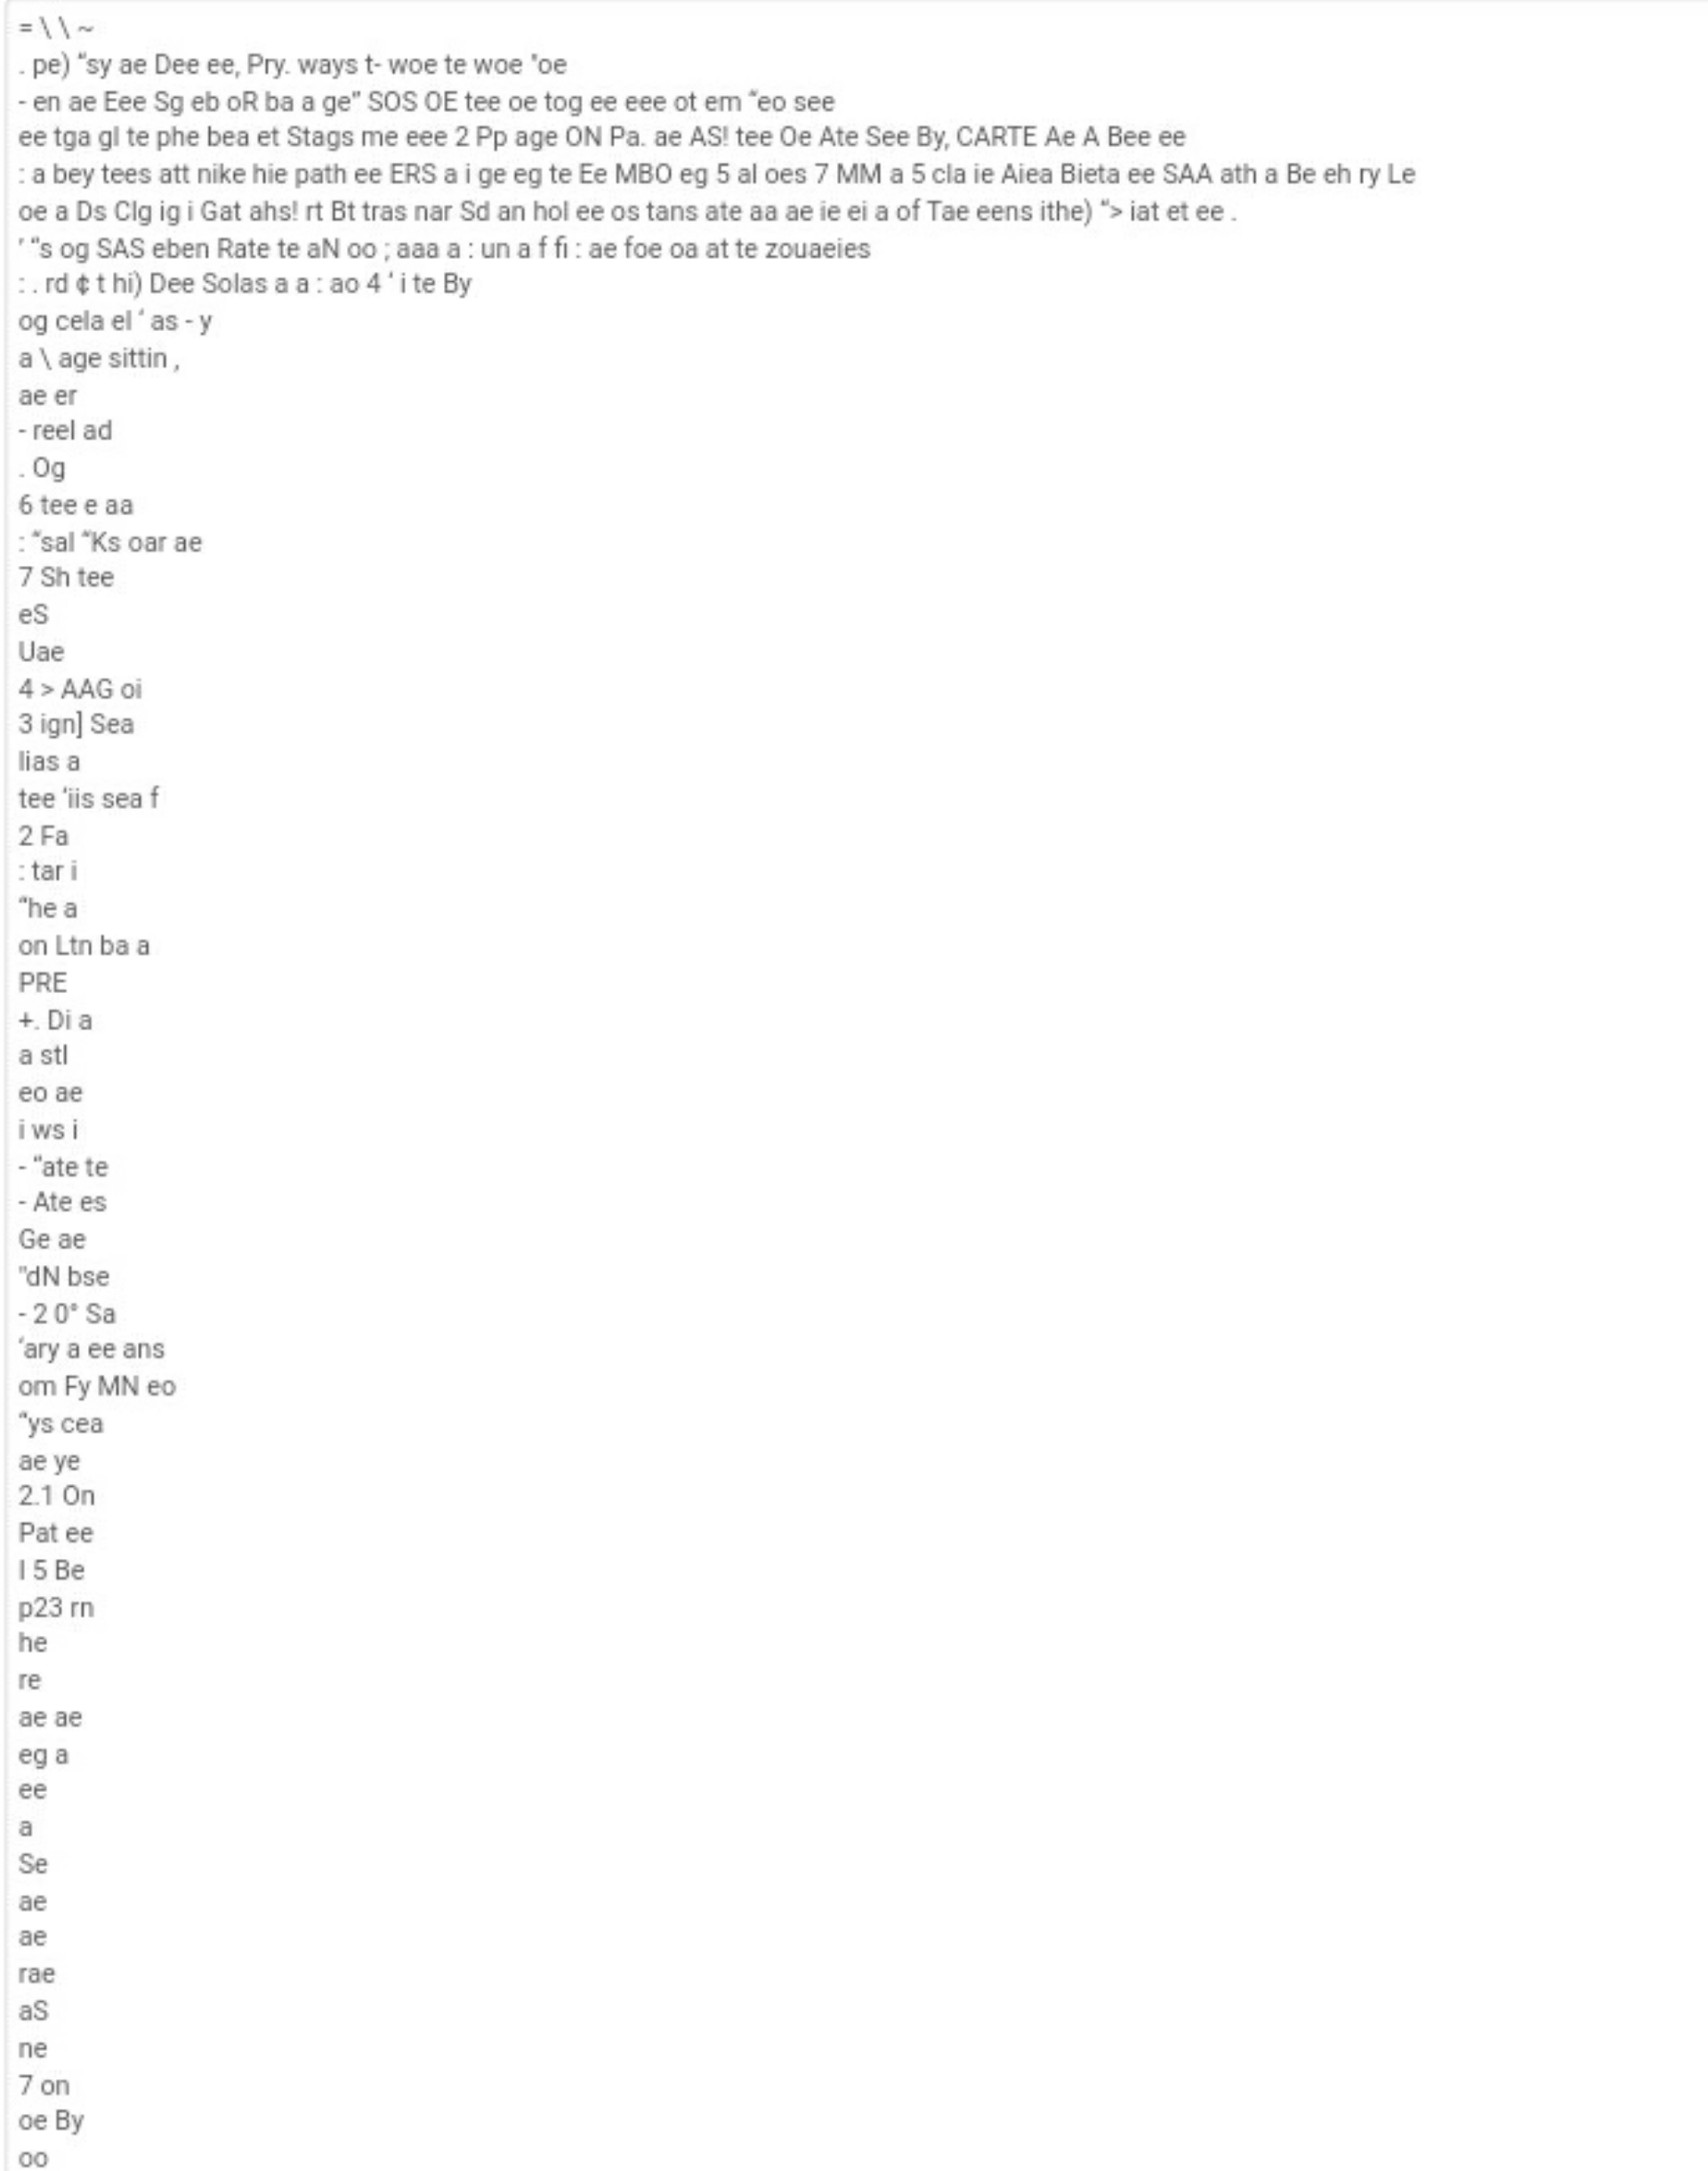 = \ \ ~
. pe) “sy ae Dee ee, Pry. ways t- woe te woe "oe
- en ae Eee Sg eb oR ba a ge” SOS OE tee oe tog ee eee ot em “eo see
ee tga gl te phe bea et Stags me eee 2 Pp age ON Pa. ae AS! tee Oe Ate See By, CARTE Ae A Bee ee
: a bey tees att nike hie path ee ERS a i ge eg te Ee MBO eg 5 al oes 7 MM a 5 cla ie Aiea Bieta ee SAA ath a Be eh ry Le
oe a Ds Clg ig i Gat ahs! rt Bt tras nar Sd an hol ee os tans ate aa ae ie ei a of Tae eens ithe) “> iat et ee .
‘ “s og SAS eben Rate te aN oo ; aaa a : un a f fi : ae foe oa at te zouaeies
: . rd ¢ t hi) Dee Solas a a : ao 4 ‘ i te By
og cela el ‘ as - y
a \ age sittin ,
ae er
- reel ad
. Og
6 tee e aa
: “sal “Ks oar ae
7 Sh tee
eS
Uae
4 > AAG oi
3 ign] Sea
lias a
tee ‘iis sea f
2 Fa
: tar i
“he a
on Ltn ba a
PRE
+. Di a
a stl
eo ae
i ws i
- “ate te
- Ate es
Ge ae
"dN bse
- 2 0° Sa
‘ary a ee ans
om Fy MN eo
“ys cea
ae ye
2.1 On
Pat ee
I 5 Be
p23 rn
he
re
ae ae
eg a
ee
a
Se
ae
ae
rae
aS
ne
7 on
oe By
oo